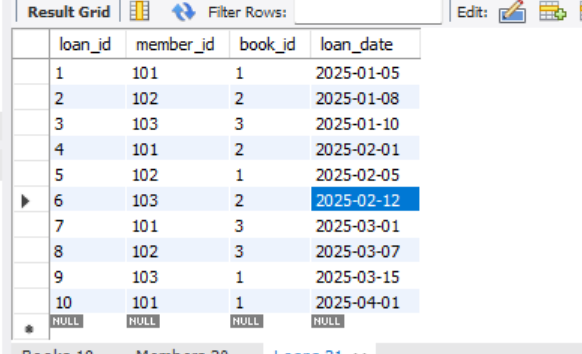 Result Grid Filter Rows: Edit:
loan_id member_id book_id loan_date
1 101 1 2025-01-05
2 102 2 2025-01-08
3 103 3 2025-01-10
4 101 2 2025-02-01
5 102 1 2025-02-05
6 103 2 2025-02-12
7 101 3 2025-03-01
8 102 3 2025-03-07
9 103 1 2025-03-15
10 101 1 2025-04-01
NULL NULL NULL NULL